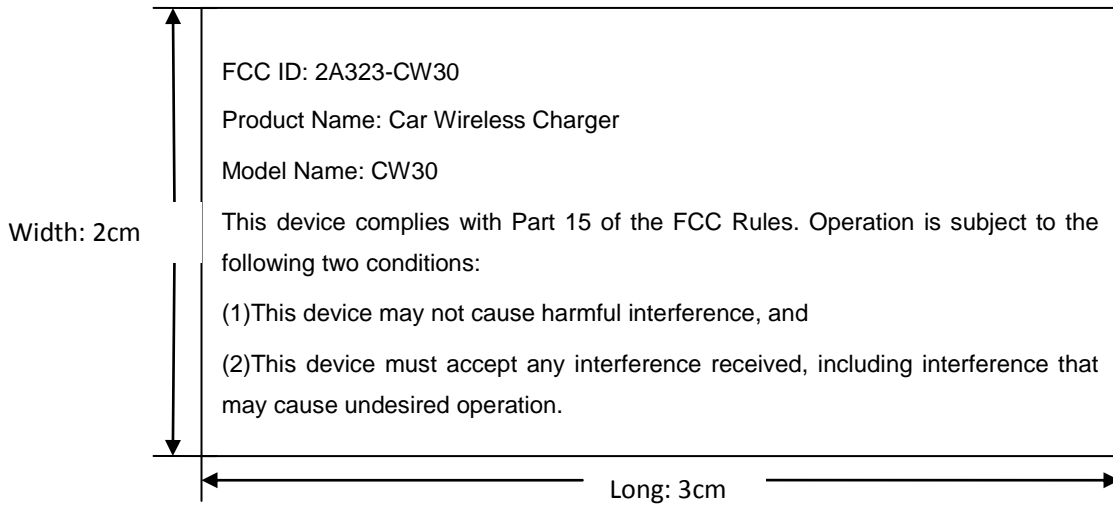 FCC ID: 2A323-CW30
Product Name: Car Wireless Charger
Model Name: CW30
Width: 2cm
This device complies with Part 15 of the FCC Rules. Operation is subject to the
following two conditions:
(1)This device may not cause harmful interference, and
(2)This device must accept any interference received, including interference that
may cause undesired operation.
Long: 3cm